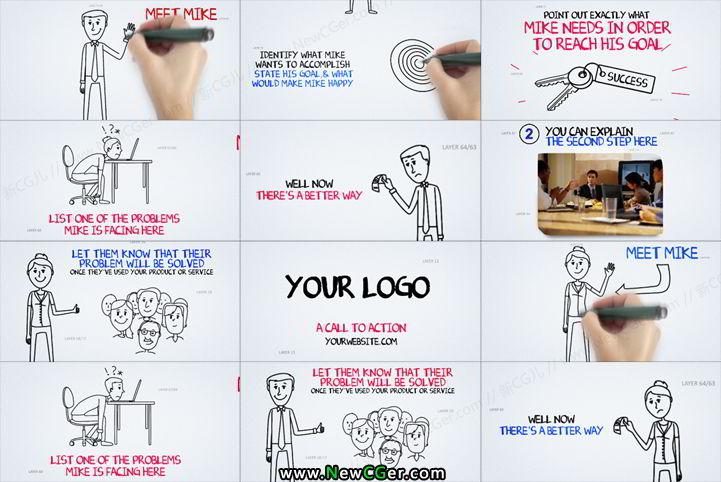 MEET MIKE...
IDENTIFY WHAT MIKE
WANTS TO ACCOMPLISH
STATE HIS GOAL & WHAT
WOULD MAKE MIKE HAPPY
POINT OUT EXACTLY WHAT
MIKE NEEDS IN ORDER
TO REACH HIS GOAL
SUCCESS
!?*
LIST ONE OF THE PROBLEMS
MIKE IS FACING HERE
LAYER 64/63
WELL NOW
THERE'S A BETTER WAY
2 YOU CAN EXPLAIN
THE SECOND STEP HERE
LET THEM KNOW THAT THEIR
PROBLEM WILL BE SOLVED
ONCE THEY'VE USED YOUR PRODUCT OR SERVICE
YOUR LOGO
A CALL TO ACTION
YOURWEBSITE.COM
MEET MIKE...
!?*
LIST ONE OF THE PROBLEMS
MIKE IS FACING HERE
LET THEM KNOW THAT THEIR
PROBLEM WILL BE SOLVED
ONCE THEY'VE USED YOUR PRODUCT OR SERVICE
LAYER 64/63
WELL NOW
THERE'S A BETTER WAY
www.NewCGer.com